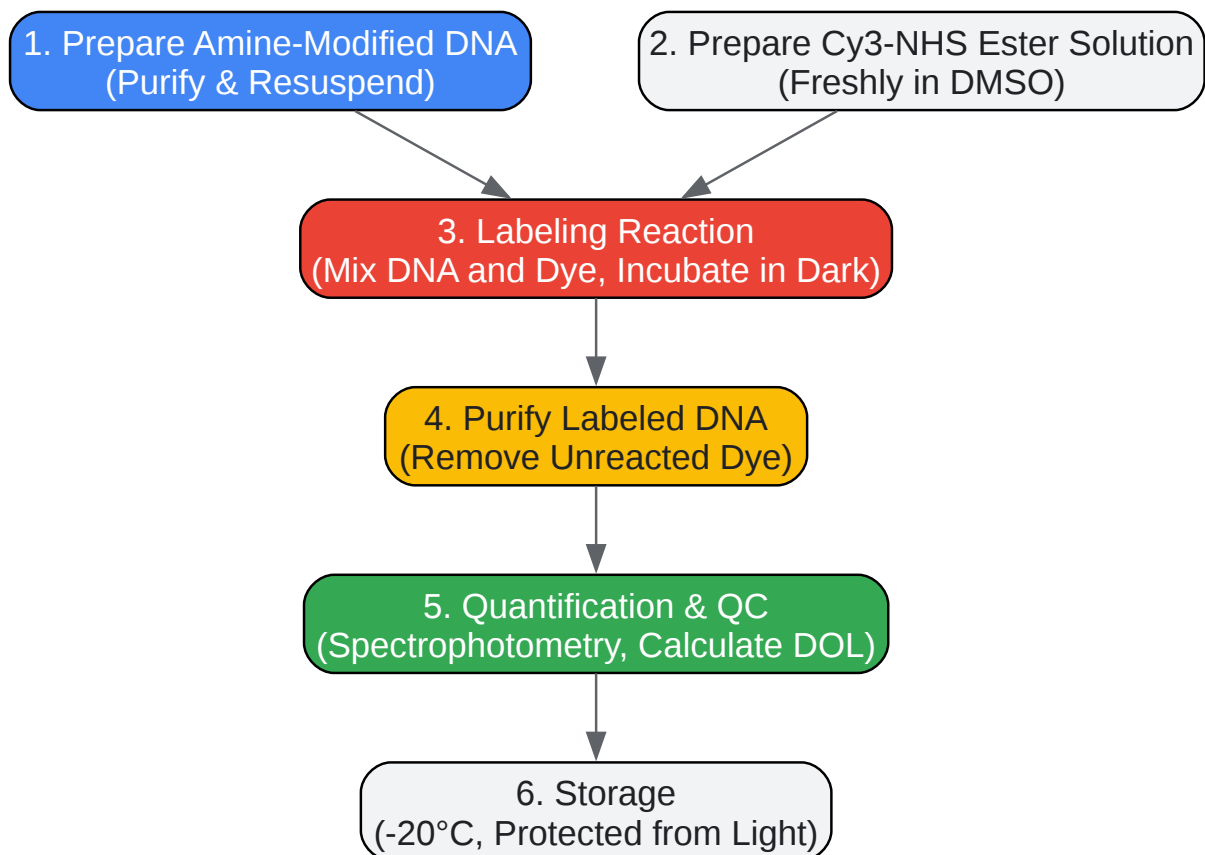 1. Prepare Amine-Modified DNA
(Purify & Resuspend)
2. Prepare Cy3-NHS Ester Solution
(Freshly in DMSO)
3. Labeling Reaction
(Mix DNA and Dye, Incubate in Dark)
4. Purify Labeled DNA
(Remove Unreacted Dye)
5. Quantification & QC
(Spectrophotometry, Calculate DOL)
6. Storage
(-20°C, Protected from Light)